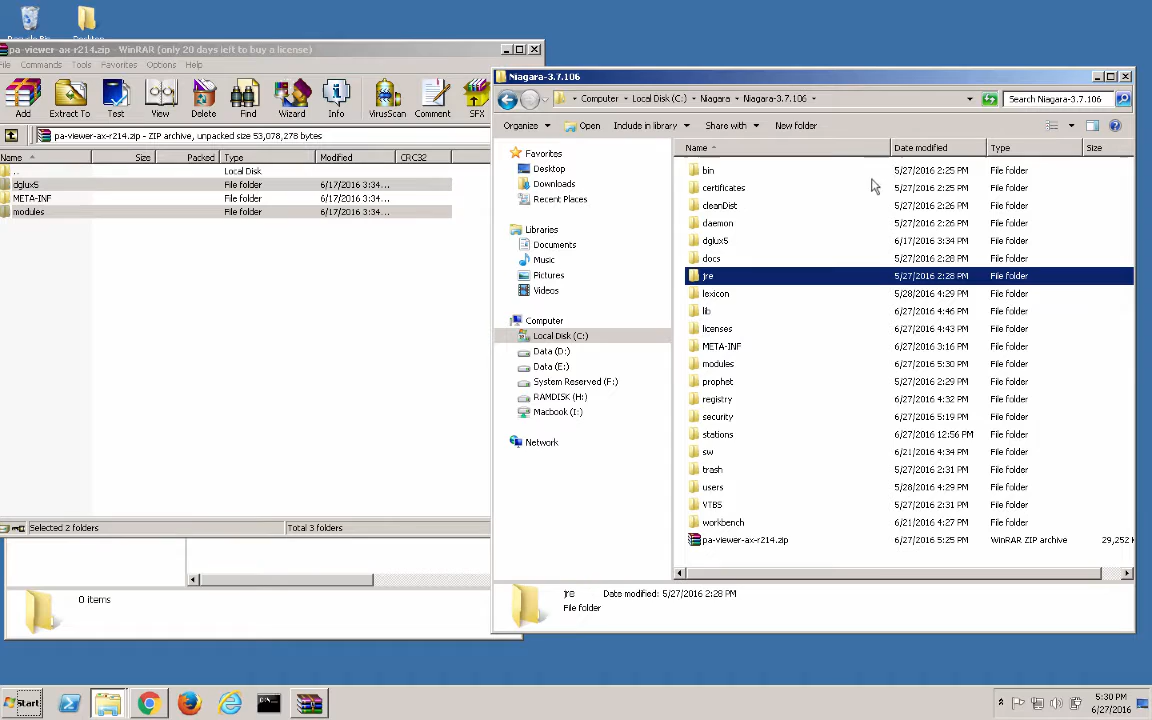 Recycle Bin
Desktop
pa-viewer-ax-r214.zip - WinRAR (only 20 days left to buy a license)
File Commands Tools Favorites Options Help
Add Extract To Test View Delete Find Wizard Info VirusScan Comment SFX
pa-viewer-ax-r214.zip - ZIP archive, unpacked size 53,078,278 bytes
Name Size Packed Type Modified CRC32
.. Local Disk
dglux5 File folder 6/17/2016 3:34...
META-INF File folder 6/17/2016 3:34...
modules File folder 6/17/2016 3:34...
Selected 2 folders Total 3 folders
0 items
Niagara-3.7.106
Computer Local Disk (C:) Niagara Niagara-3.7.106 Search Niagara-3.7.106
Organize Open Include in library Share with New folder
Favorites
Desktop
Downloads
Recent Places
Libraries
Documents
Music
Pictures
Videos
Computer
Local Disk (C:)
Data (D:)
Data (E:)
System Reserved (F:)
RAMDISK (H:)
Macbook (I:)
Network
Name Date modified Type Size
bin 5/27/2016 2:25 PM File folder
certificates 5/27/2016 2:25 PM File folder
cleanDist 5/27/2016 2:26 PM File folder
daemon 5/27/2016 2:26 PM File folder
dglux5 6/17/2016 3:34 PM File folder
docs 5/27/2016 2:28 PM File folder
jre 5/27/2016 2:28 PM File folder
lexicon 5/28/2016 4:29 PM File folder
lib 6/27/2016 4:46 PM File folder
licenses 6/27/2016 4:43 PM File folder
META-INF 6/27/2016 3:16 PM File folder
modules 6/27/2016 5:30 PM File folder
prophet 5/27/2016 2:29 PM File folder
registry 6/27/2016 4:32 PM File folder
security 6/27/2016 5:19 PM File folder
stations 6/27/2016 12:56 PM File folder
sw 6/21/2016 4:34 PM File folder
trash 5/27/2016 2:31 PM File folder
users 5/28/2016 4:29 PM File folder
VTBS 5/27/2016 2:31 PM File folder
workbench 6/21/2016 4:27 PM File folder
pa-viewer-ax-r214.zip 6/27/2016 5:25 PM WinRAR ZIP archive 29,252 K
jre Date modified: 5/27/2016 2:28 PM
File folder
Start
5:30 PM
6/27/2016